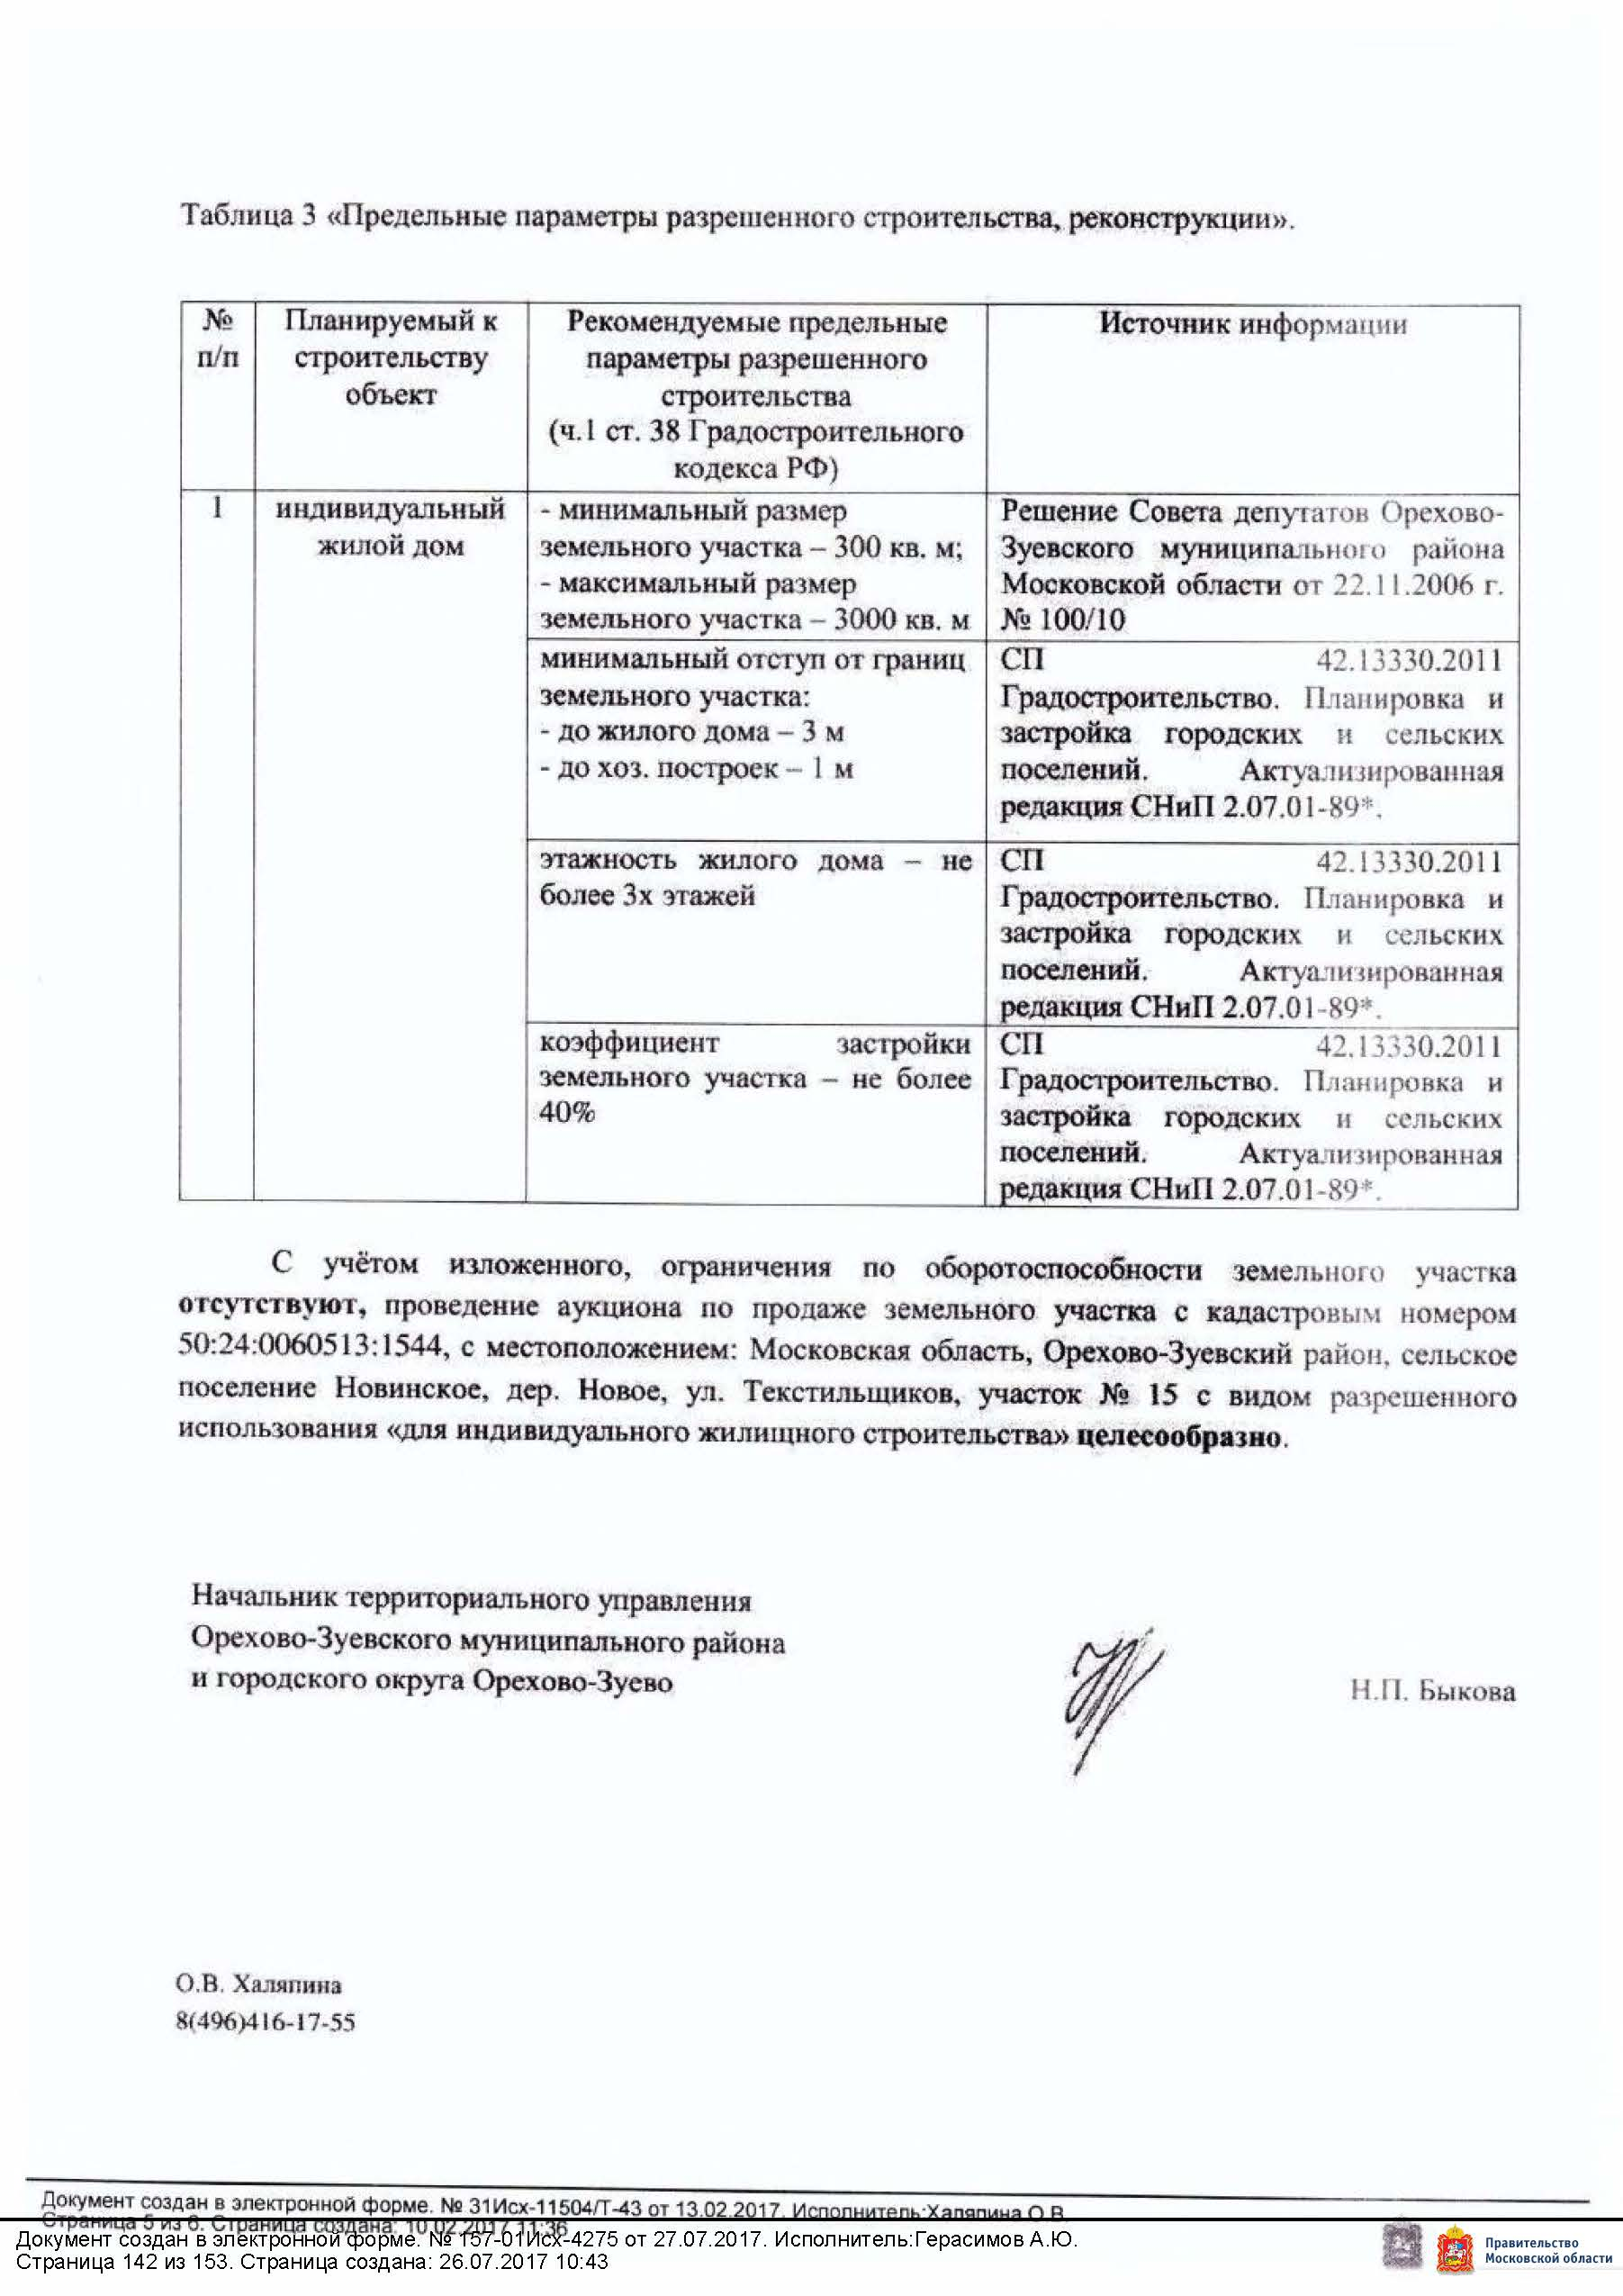 Таблица 3 «Предельные параметры разрешенного строительства, реконструкции».
№
п/п
Планируемый к
строительству
объект
Рекомендуемые предельные
параметры разрешенного
строительства
(ч.1 ст. 38 Градостроительного
кодекса РФ)
Источник информации
1
индивидуальный
жилой дом
- минимальный размер
земельного участка – 300 кв. м;
- максимальный размер
земельного участка – 3000 кв. м
Решение Совета депутатов Орехово-
Зуевского муниципального района
Московской области от 22.11.2006 г.
№ 100/10
минимальный отступ от границ
земельного участка:
- до жилого дома – 3 м
- до хоз. построек – 1 м
СП 42.13330.2011
Градостроительство. Планировка и
застройка городских и сельских
поселений. Актуализированная
редакция СНиП 2.07.01-89*.
этажность жилого дома – не
более 3х этажей
СП 42.13330.2011
Градостроительство. Планировка и
застройка городских и сельских
поселений. Актуализированная
редакция СНиП 2.07.01-89*.
коэффициент застройки
земельного участка – не более
40%
СП 42.13330.2011
Градостроительство. Планировка и
застройка городских и сельских
поселений. Актуализированная
редакция СНиП 2.07.01-89*.
С учётом изложенного, ограничения по оборотоспособности земельного участка
отсутствуют, проведение аукциона по продаже земельного участка с кадастровым номером
50:24:0060513:1544, с местоположением: Московская область, Орехово-Зуевский район, сельское
поселение Новинское, дер. Новое, ул. Текстильщиков, участок № 15 с видом разрешенного
использования «для индивидуального жилищного строительства» целесообразно.
Начальник территориального управления
Орехово-Зуевского муниципального района
и городского округа Орехово-Зуево
Н.П. Быкова
О.В. Халяпина
8(496)416-17-55
Документ создан в электронной форме. № 31Исх-11504/Т-43 от 13.02.2017. Исполнитель:Халяпина О.В.
Страница 5 из 6. Страница создана: 10.02.2017 11:36
Документ создан в электронной форме. № 157-01Исх-4275 от 27.07.2017. Исполнитель:Герасимов А.Ю.
Страница 142 из 153. Страница создана: 26.07.2017 10:43
Правительство
Московской области